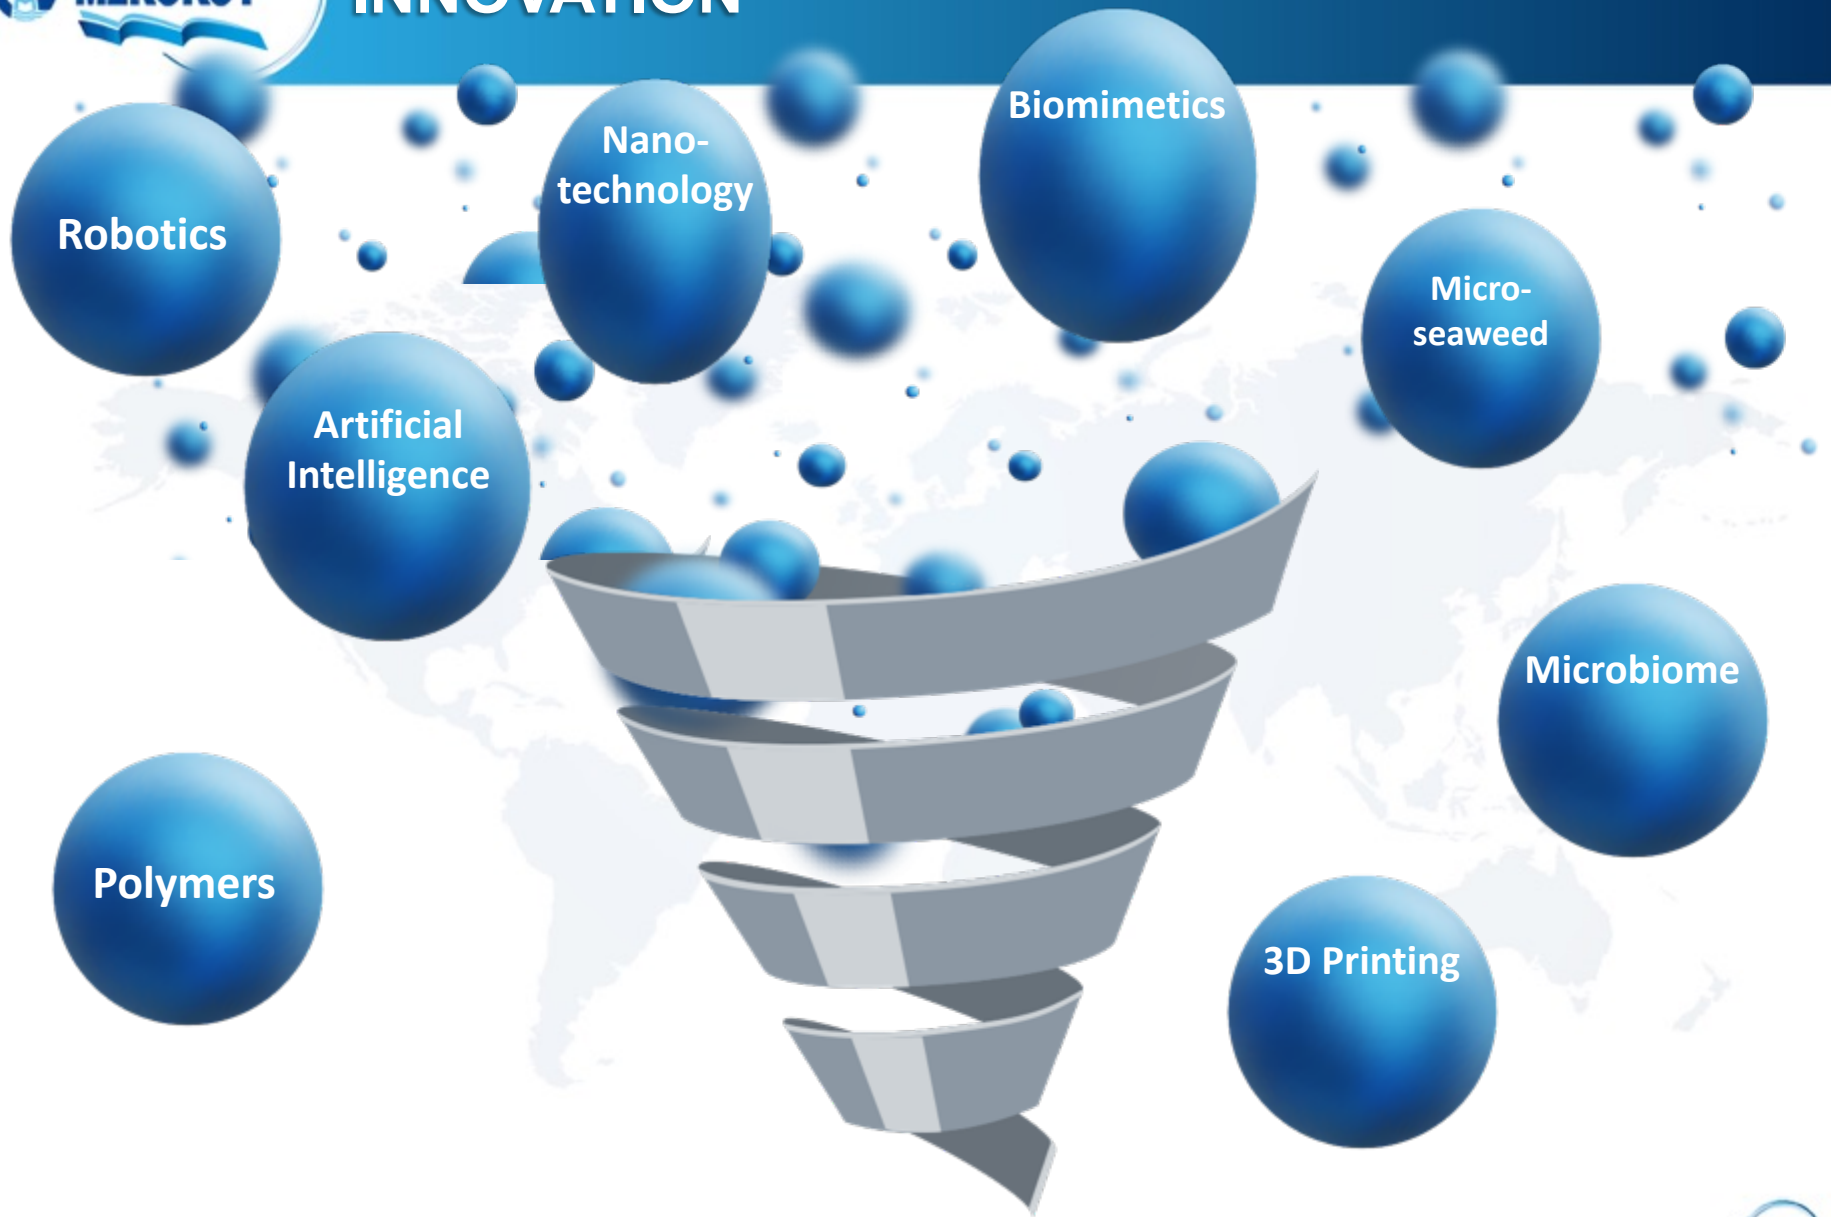 INNOVATION
Biomimetics
Nano-
technology
Robotics
Micro-
seaweed
Artificial
Intelligence
Microbiome
Polymers
3D Printing